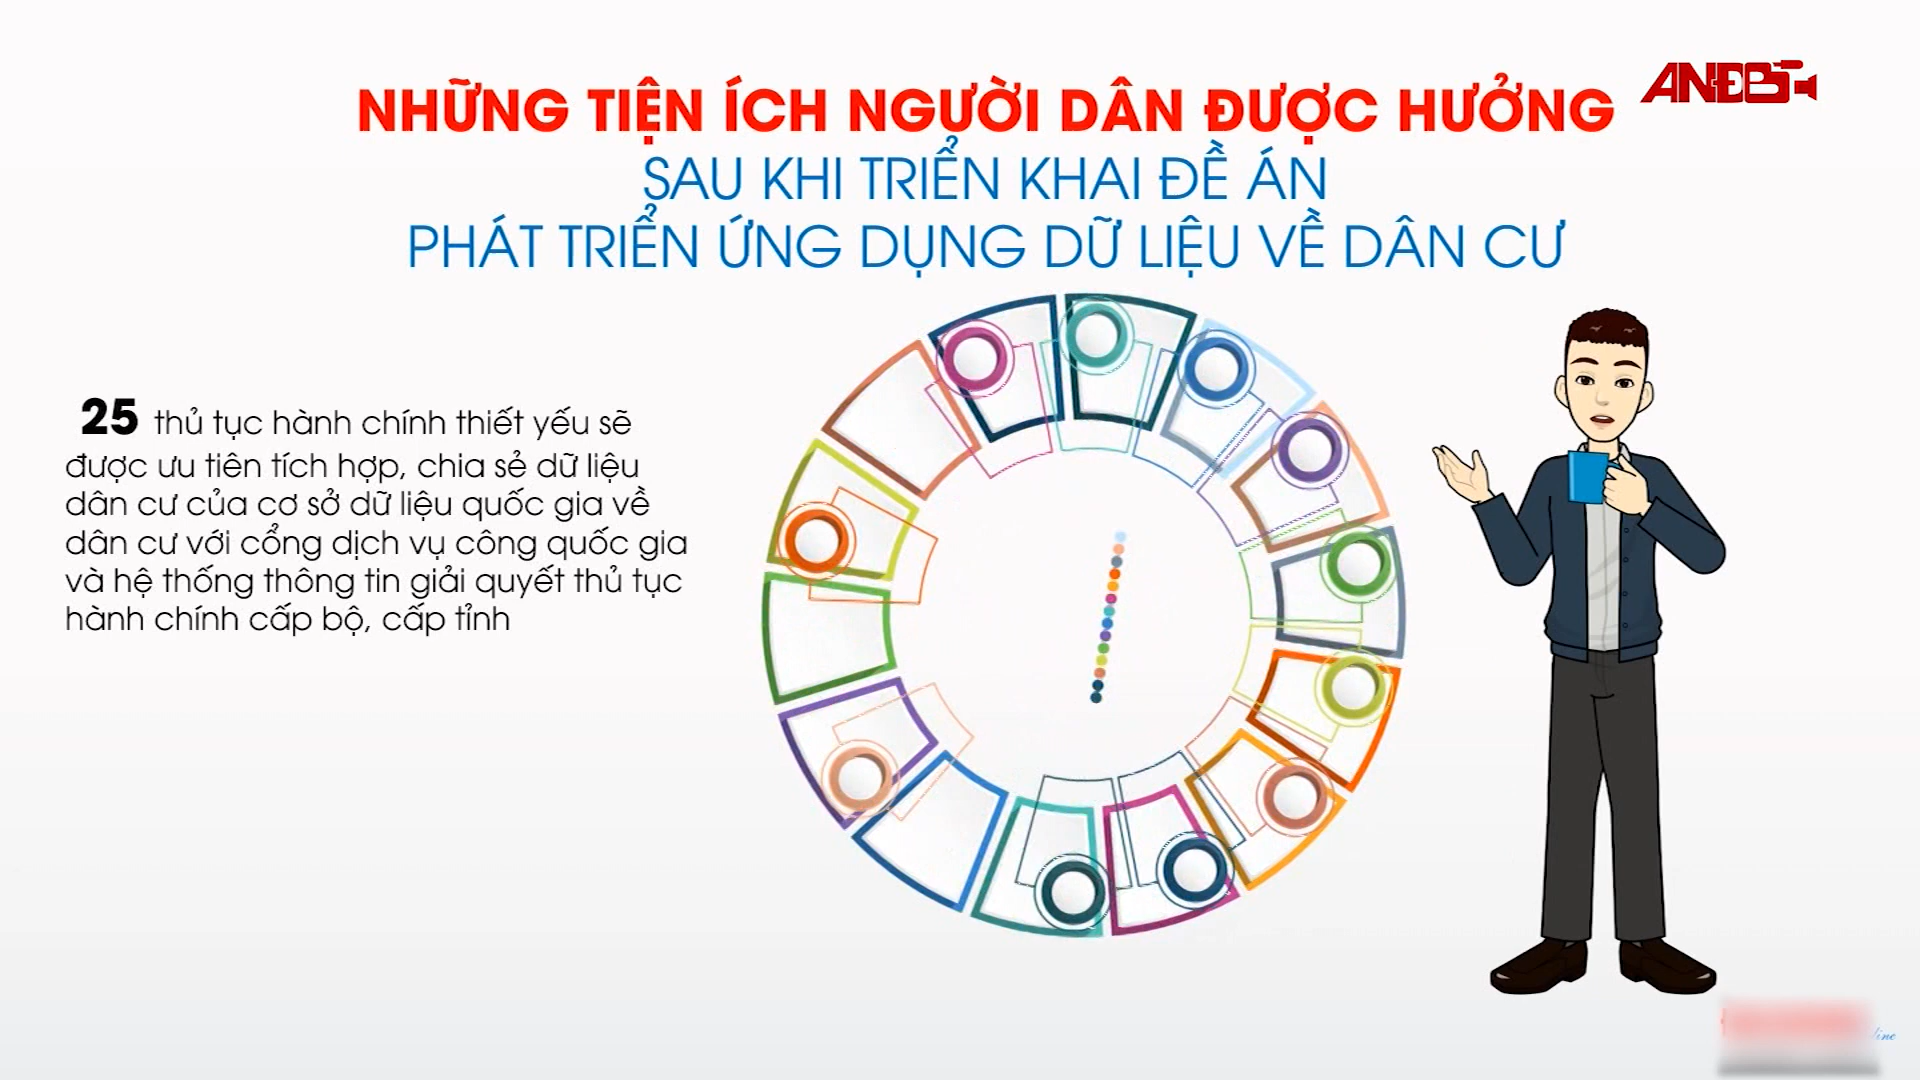 NHỮNG TIỆN ÍCH NGƯỜI DÂN ĐƯỢC HƯỞNG
ANĐBS
SAU KHI TRIỂN KHAI ĐỀ ÁN
PHÁT TRIỂN ỨNG DỤNG DỮ LIỆU VỀ DÂN CƯ
25 thủ tục hành chính thiết yếu sẽ
được ưu tiên tích hợp, chia sẻ dữ liệu
dân cư của cơ sở dữ liệu quốc gia về
dân cư với cổng dịch vụ công quốc gia
và hệ thống thông tin giải quyết thủ tục
hành chính cấp bộ, cấp tỉnh